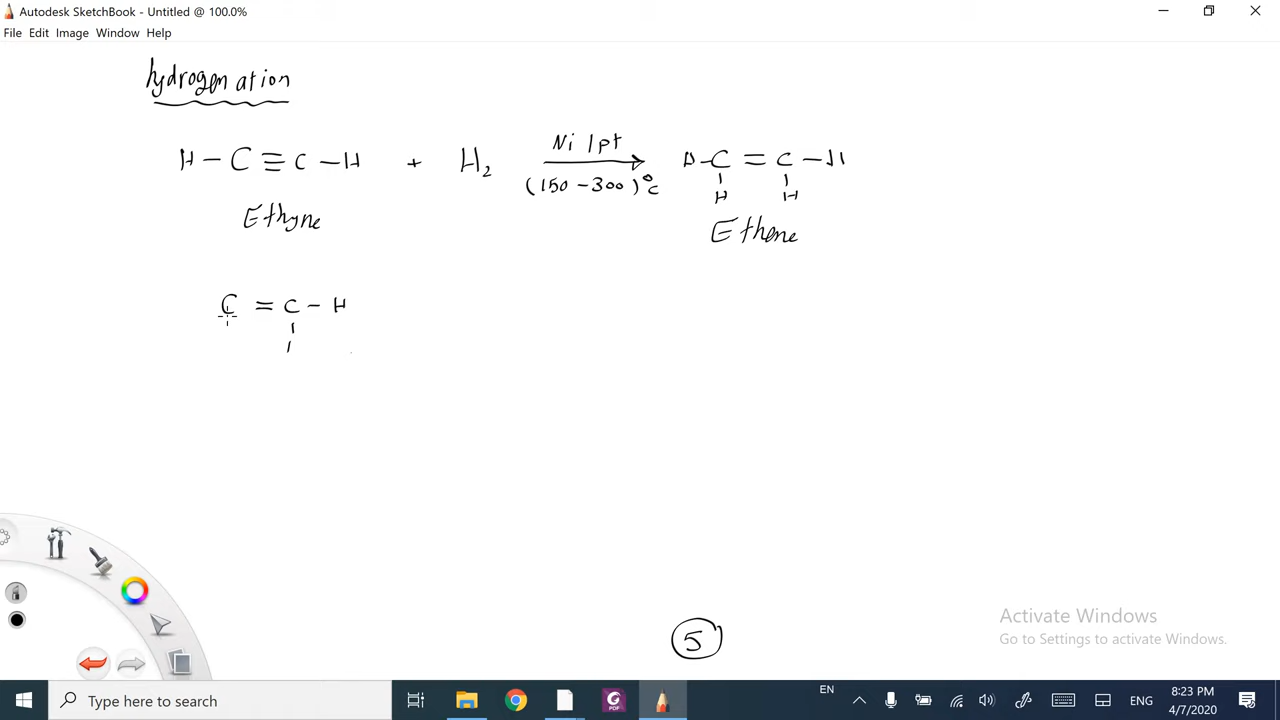 Autodesk SketchBook - Untitled @ 100.0%
File Edit Image Window Help
hydrogenation
H - C ≡ C - H + H₂ Ni / pt (150 - 300)°C H - C = C - H
H H
Ethyne
Ethene
C = C - H
5
Activate Windows
Go to Settings to activate Windows.
EN
Type here to search
PDF
ENG
8:23 PM
4/7/2020